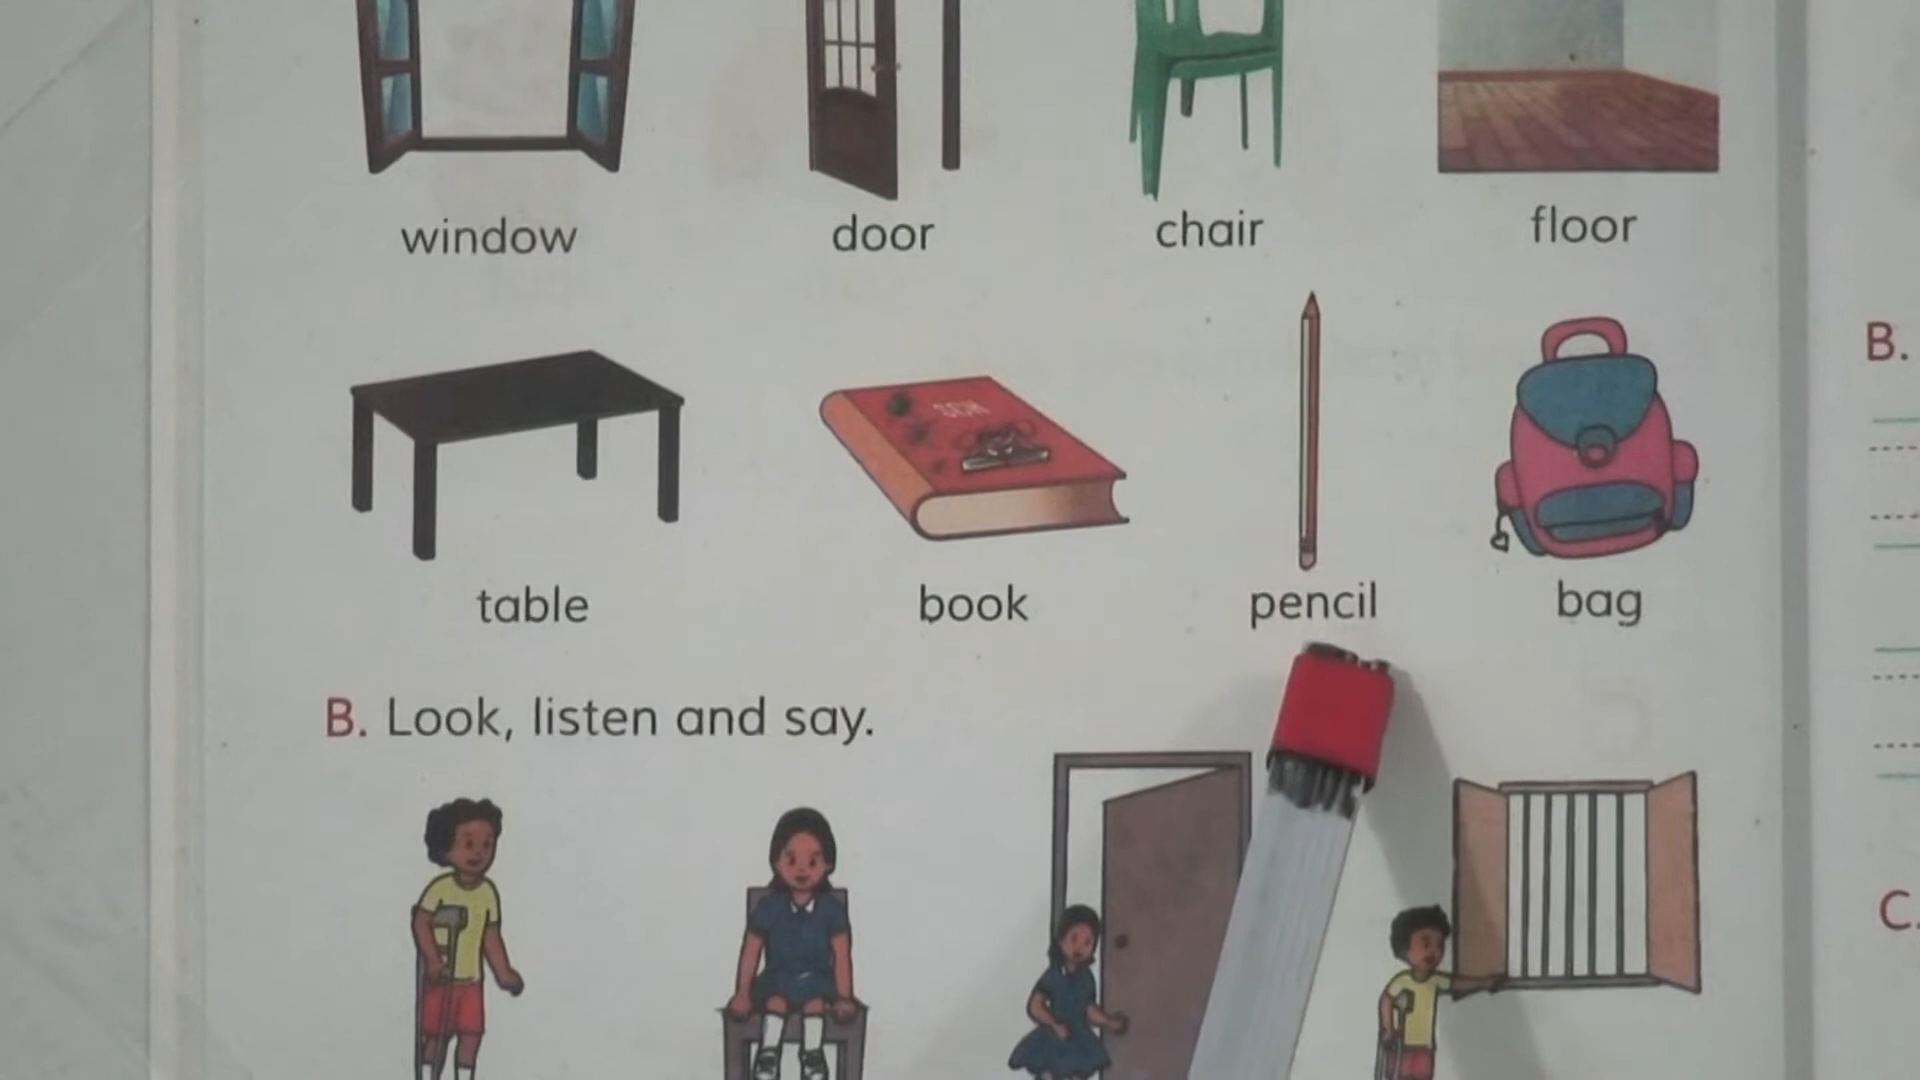 window door chair floor
table book pencil bag
B. Look, listen and say.
B.
C.